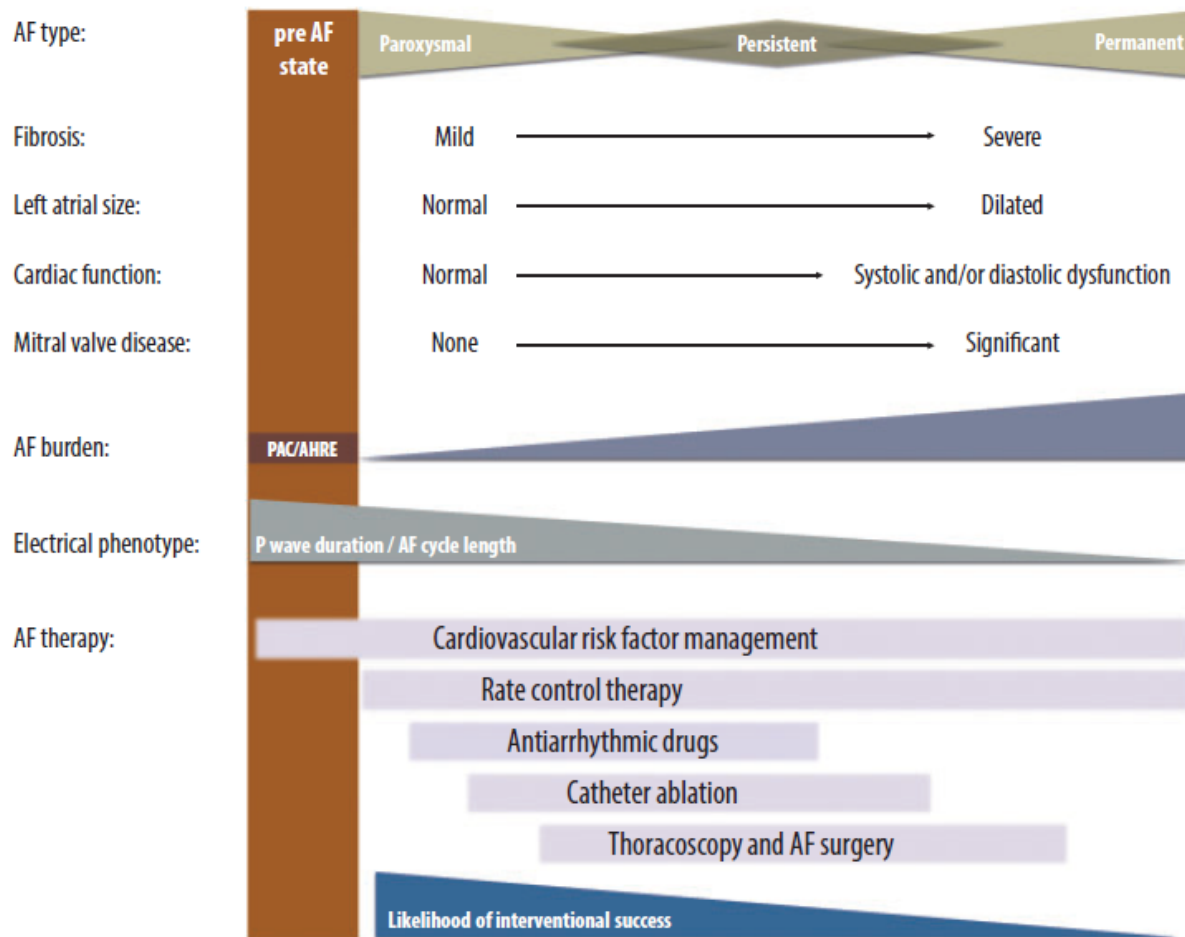 AF type:
pre AF
state
Paroxysmal
Persistent
Permanent
Fibrosis:
Mild
Severe
Left atrial size:
Normal
Dilated
Cardiac function:
Normal
Systolic and/or diastolic dysfunction
Mitral valve disease:
None
Significant
AF burden:
PAC/AHRE
Electrical phenotype:
P wave duration / AF cycle length
AF therapy:
Cardiovascular risk factor management
Rate control therapy
Antiarrhythmic drugs
Catheter ablation
Thoracoscopy and AF surgery
Likelihood of interventional success